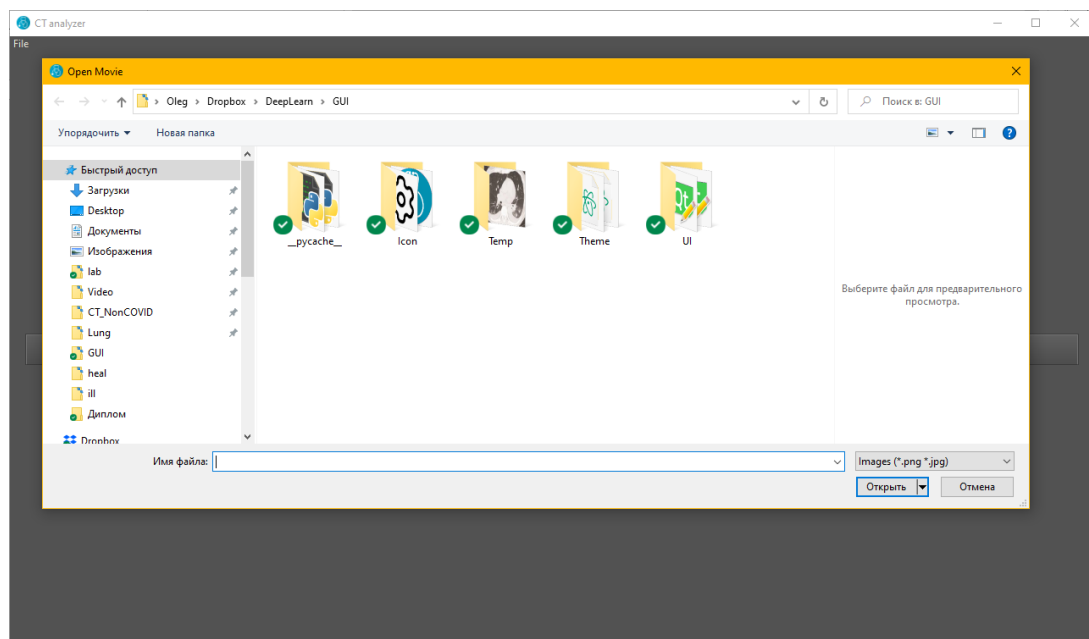 CT analyzer
File
Open Movie
Oleg › Dropbox › DeepLearn › GUI
Поиск в: GUI
Упорядочить
Новая папка
Быстрый доступ
Загрузки
Desktop
Документы
Изображения
lab
Video
CT_NonCOVID
Lung
GUI
heal
ill
Диплом
Dropbox
__pycache__
Icon
Temp
Theme
UI
Выберите файл для предварительного
просмотра.
Имя файла:
Images (*.png *.jpg)
Открыть
Отмена